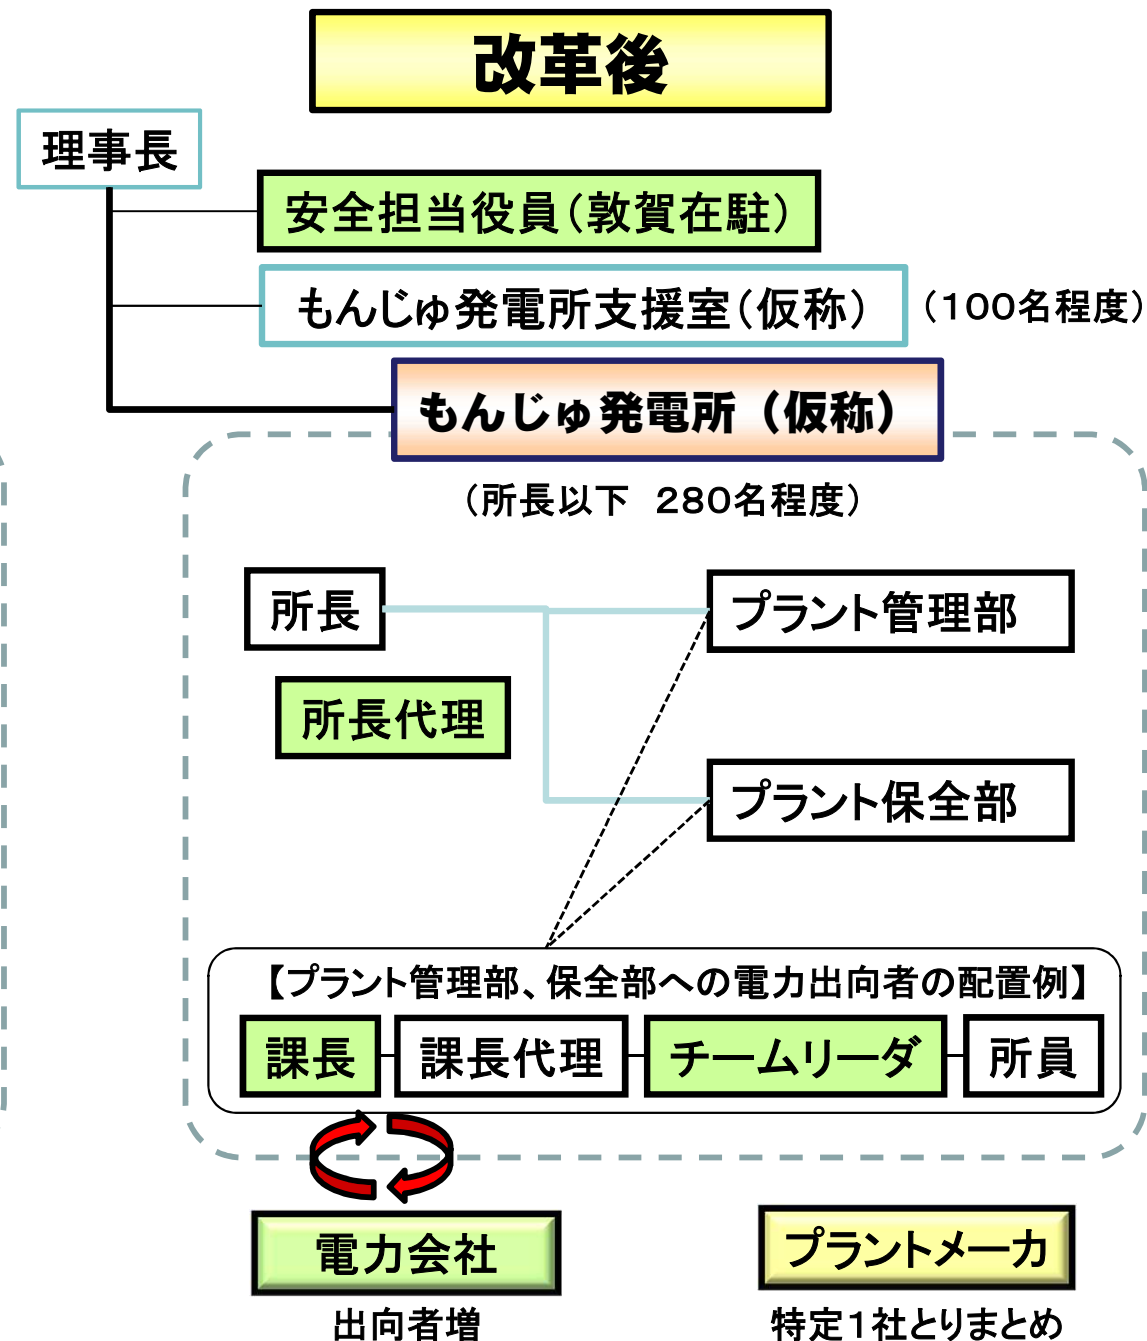 改革後
理事長
安全担当役員（敦賀在駐）
もんじゅ発電所支援室（仮称）
（１００名程度）
もんじゅ発電所（仮称）
（所長以下　２８０名程度）
所長
プラント管理部
所長代理
プラント保全部
【プラント管理部、保全部への電力出向者の配置例】
課長
課長代理
チームリーダ
所員
電力会社
プラントメーカ
出向者増
特定１社とりまとめ